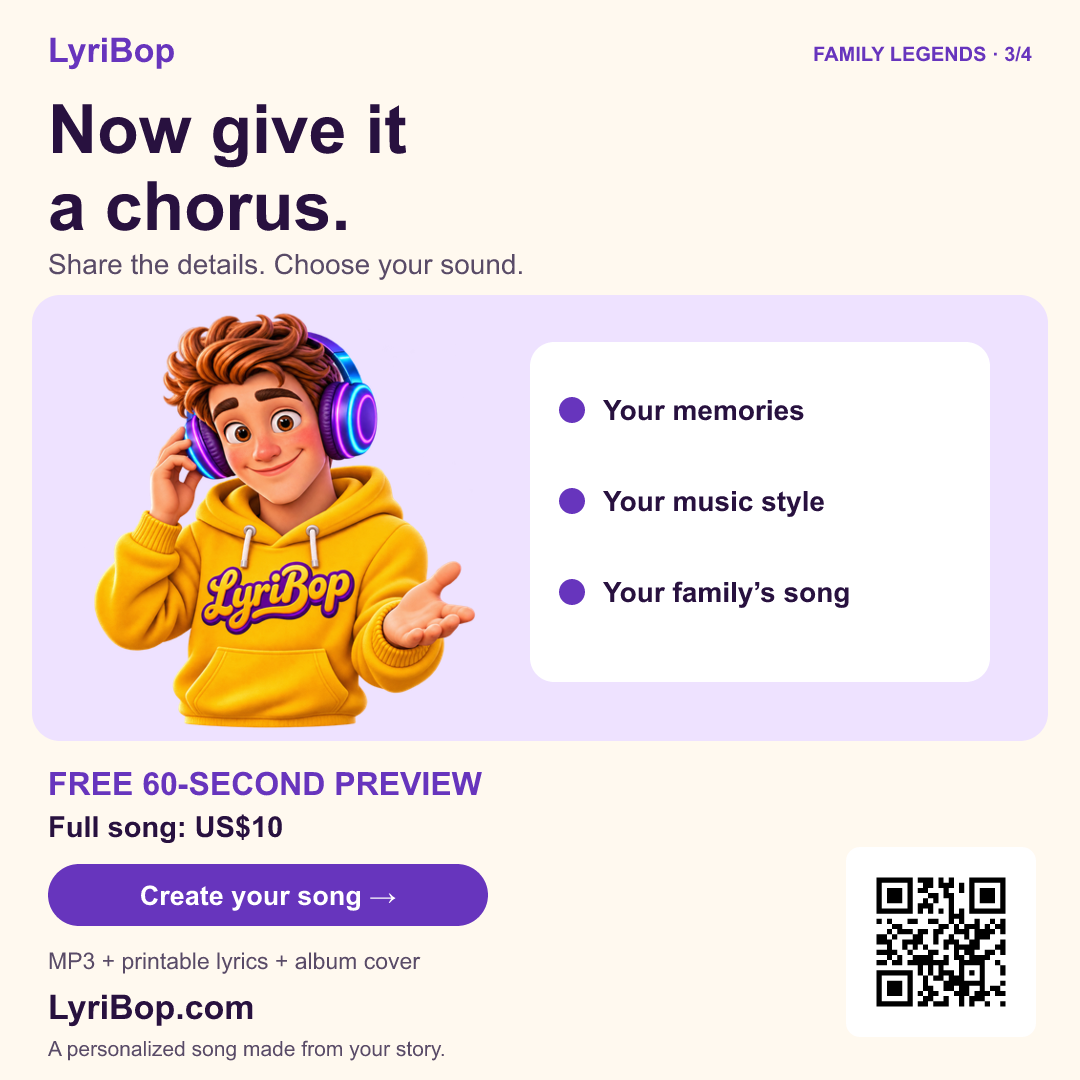 LyriBop
FAMILY LEGENDS · 3/4
Now give it
a chorus.
Share the details. Choose your sound.
LyriBop
Your memories
Your music style
Your family’s song
FREE 60-SECOND PREVIEW
Full song: US$10
Create your song →
MP3 + printable lyrics + album cover
LyriBop.com
A personalized song made from your story.